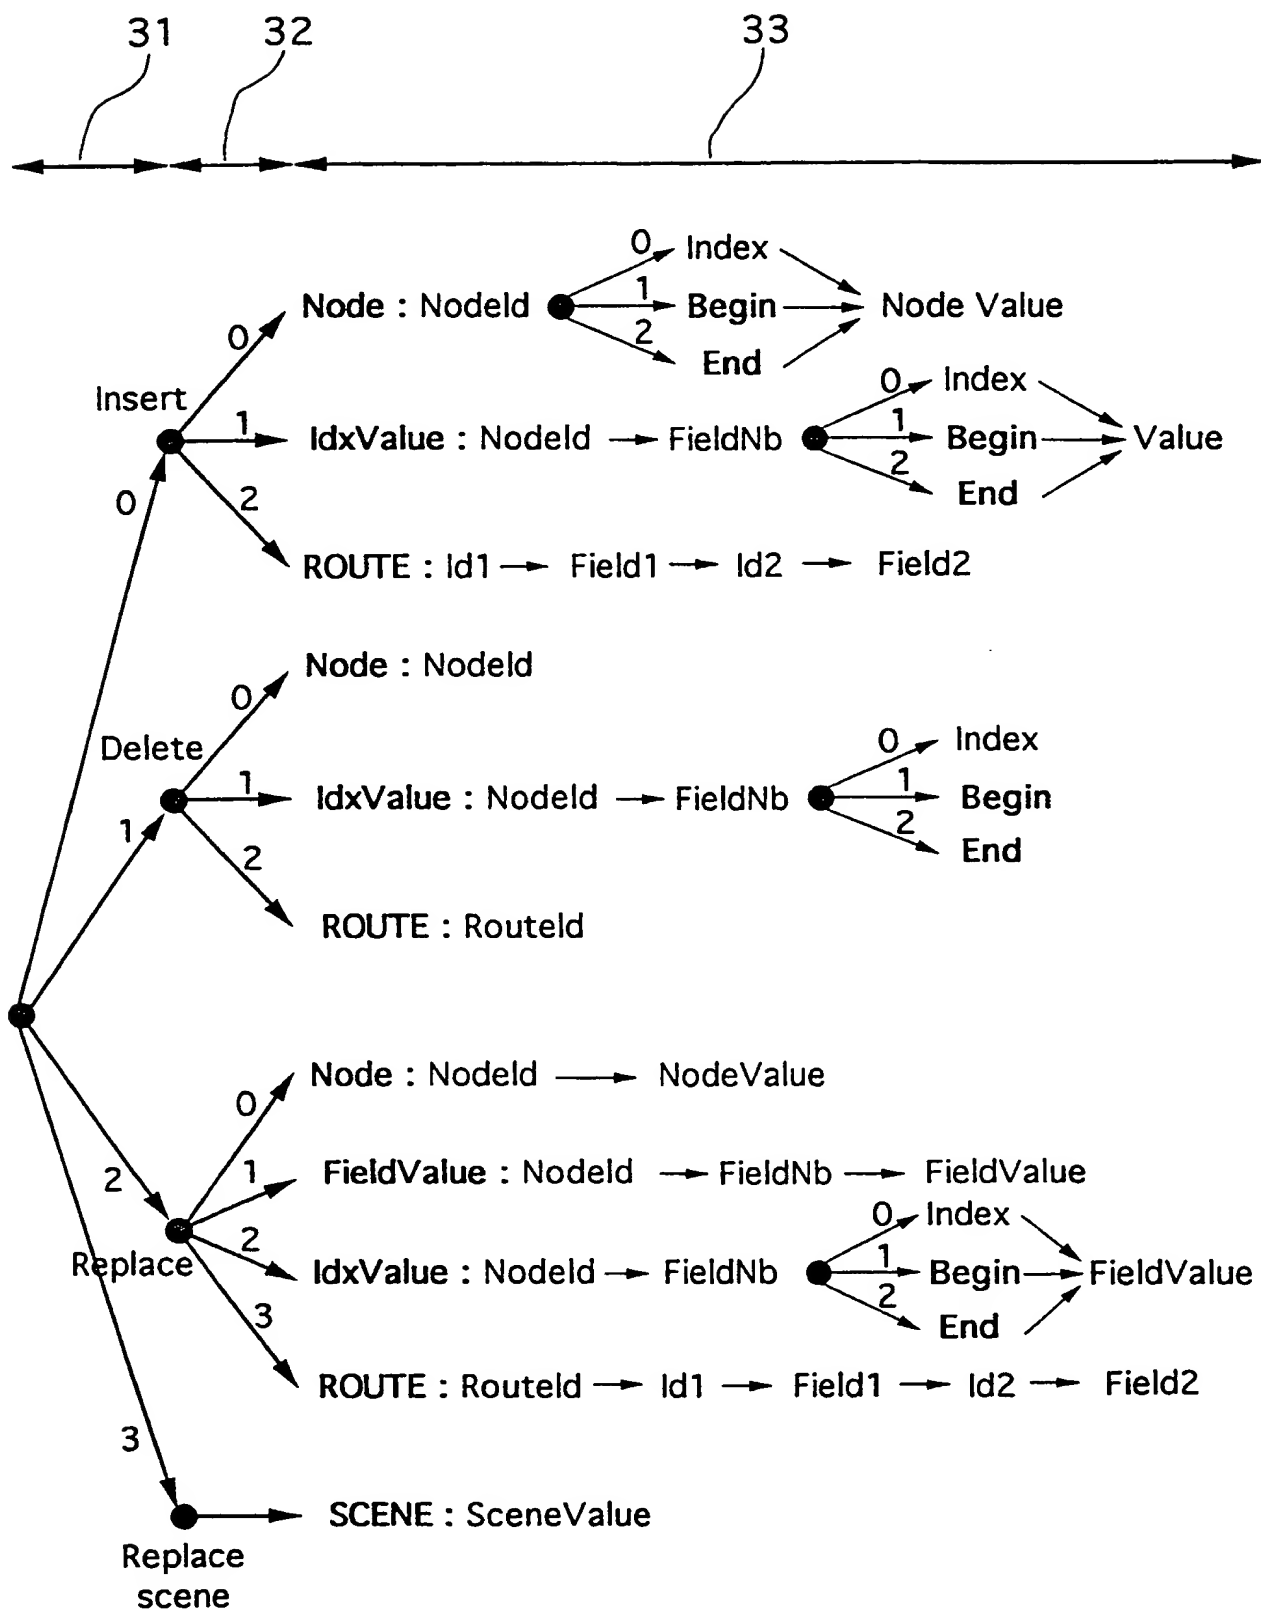 31 32 33
0 Index
Node : NodeId 1 Begin Node Value
0 2 End
Insert 0 Index
1 IdxValue : NodeId FieldNb 1 Begin Value
2 End
0 2
ROUTE : Id1 Field1 Id2 Field2
Node : NodeId
0
Delete 0 Index
1 IdxValue : NodeId FieldNb 1 Begin
1 2 End
2
ROUTE : RouteId
Node : NodeId NodeValue
0
2 1 FieldValue : NodeId FieldNb FieldValue
0 Index
Replace 2 IdxValue : NodeId FieldNb 1 Begin FieldValue
3 2 End
ROUTE : RouteId Id1 Field1 Id2 Field2
3
SCENE : SceneValue
Replace
scene